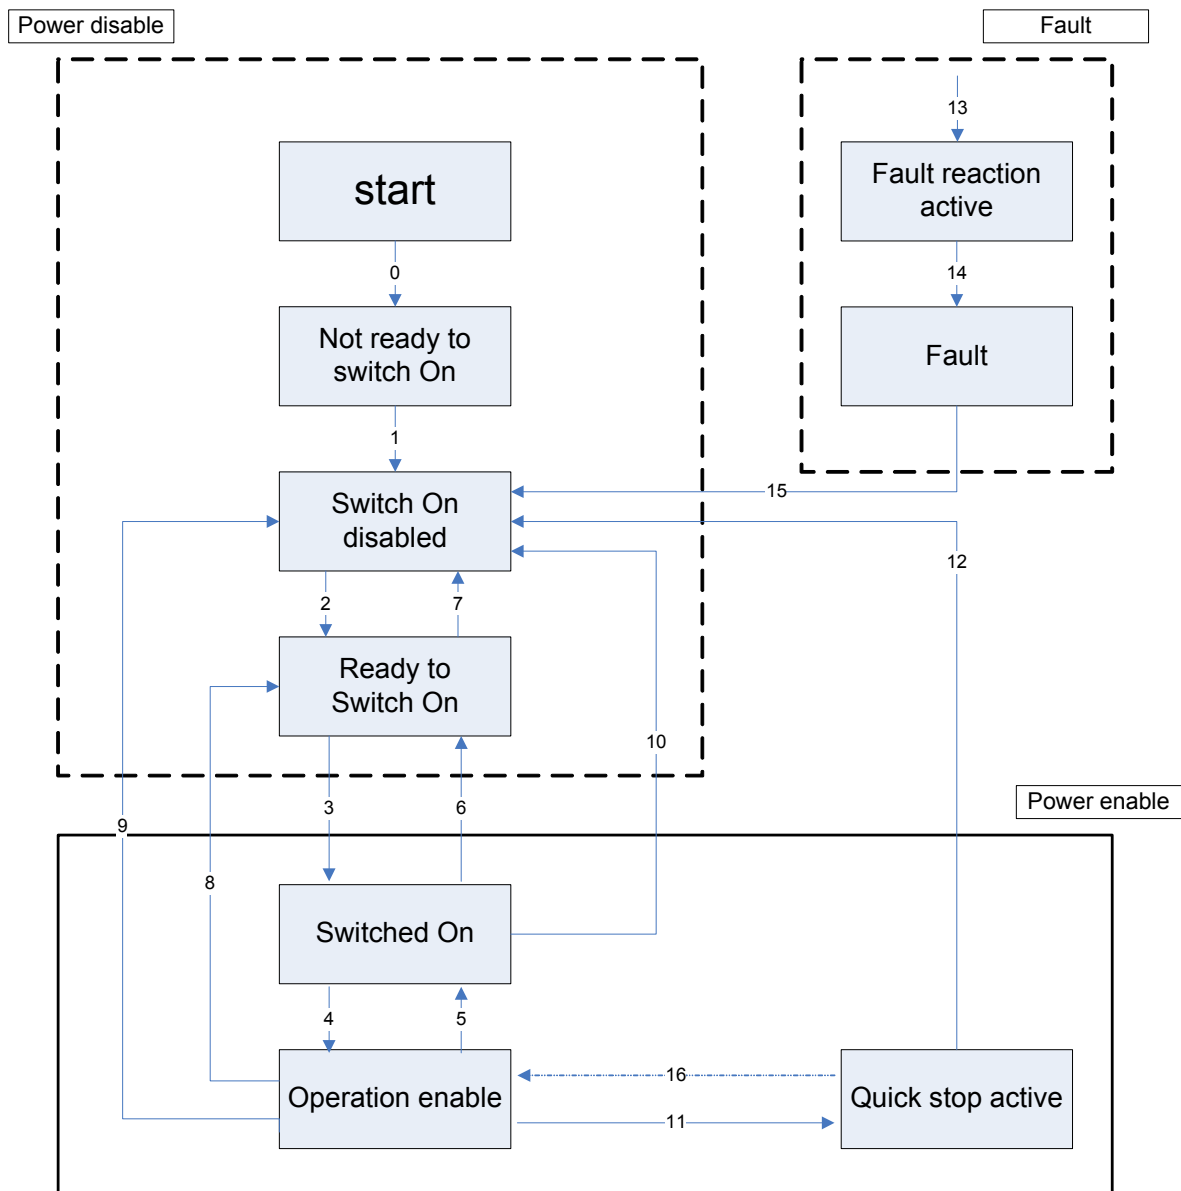 Power disable
Fault
13
start
Fault reaction
active
0
14
Not ready to
switch On
Fault
1
Switch On
disabled
15
12
2
7
Ready to
Switch On
10
3
6
Power enable
9
8
Switched On
4
5
16
Operation enable
Quick stop active
11